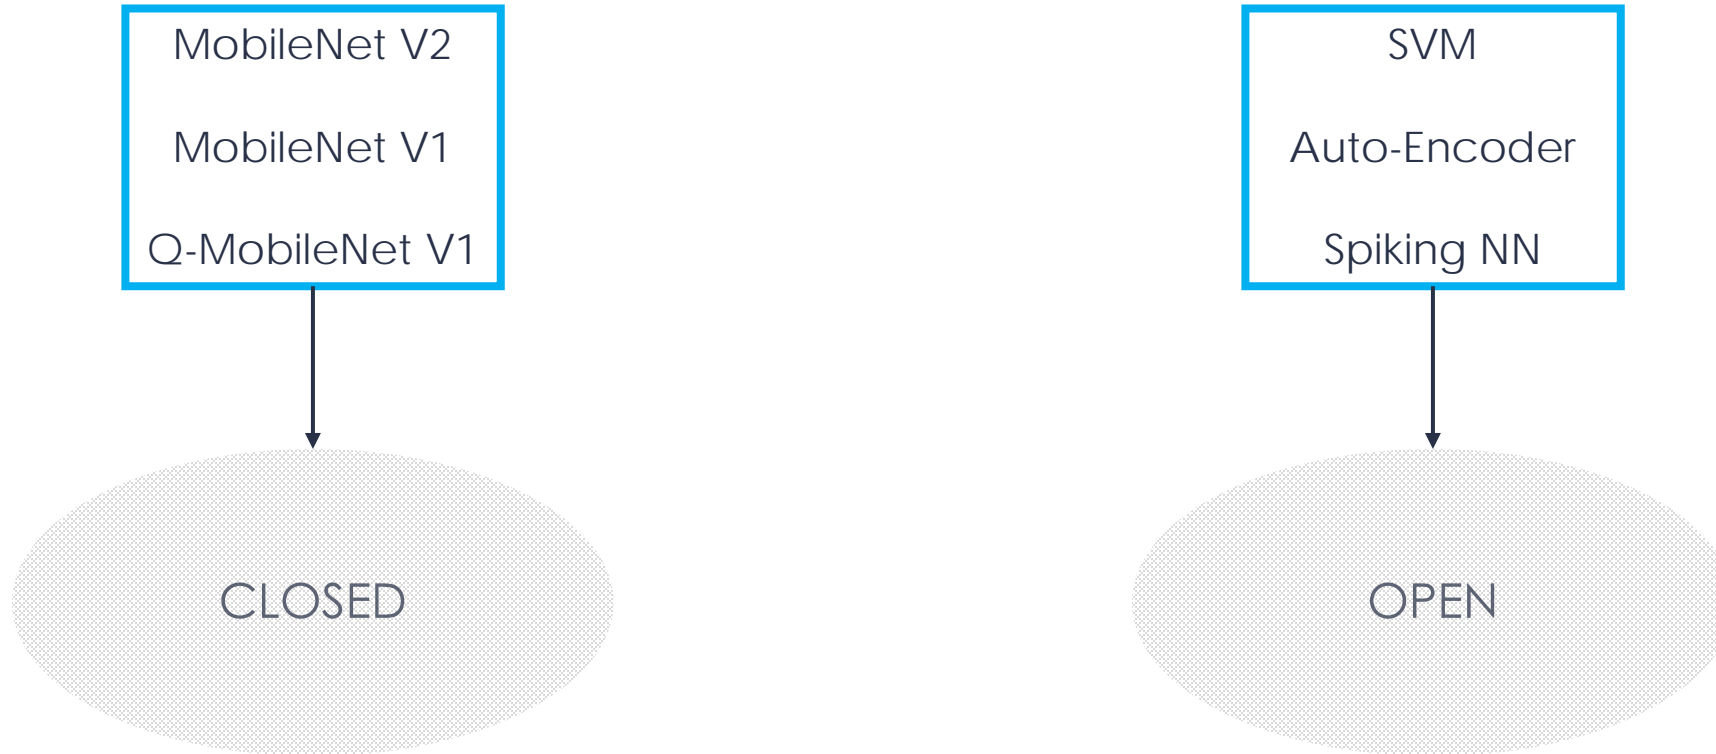 MobileNet V2
MobileNet V1
Q-MobileNet V1
CLOSED
SVM
Auto-Encoder
Spiking NN
OPEN